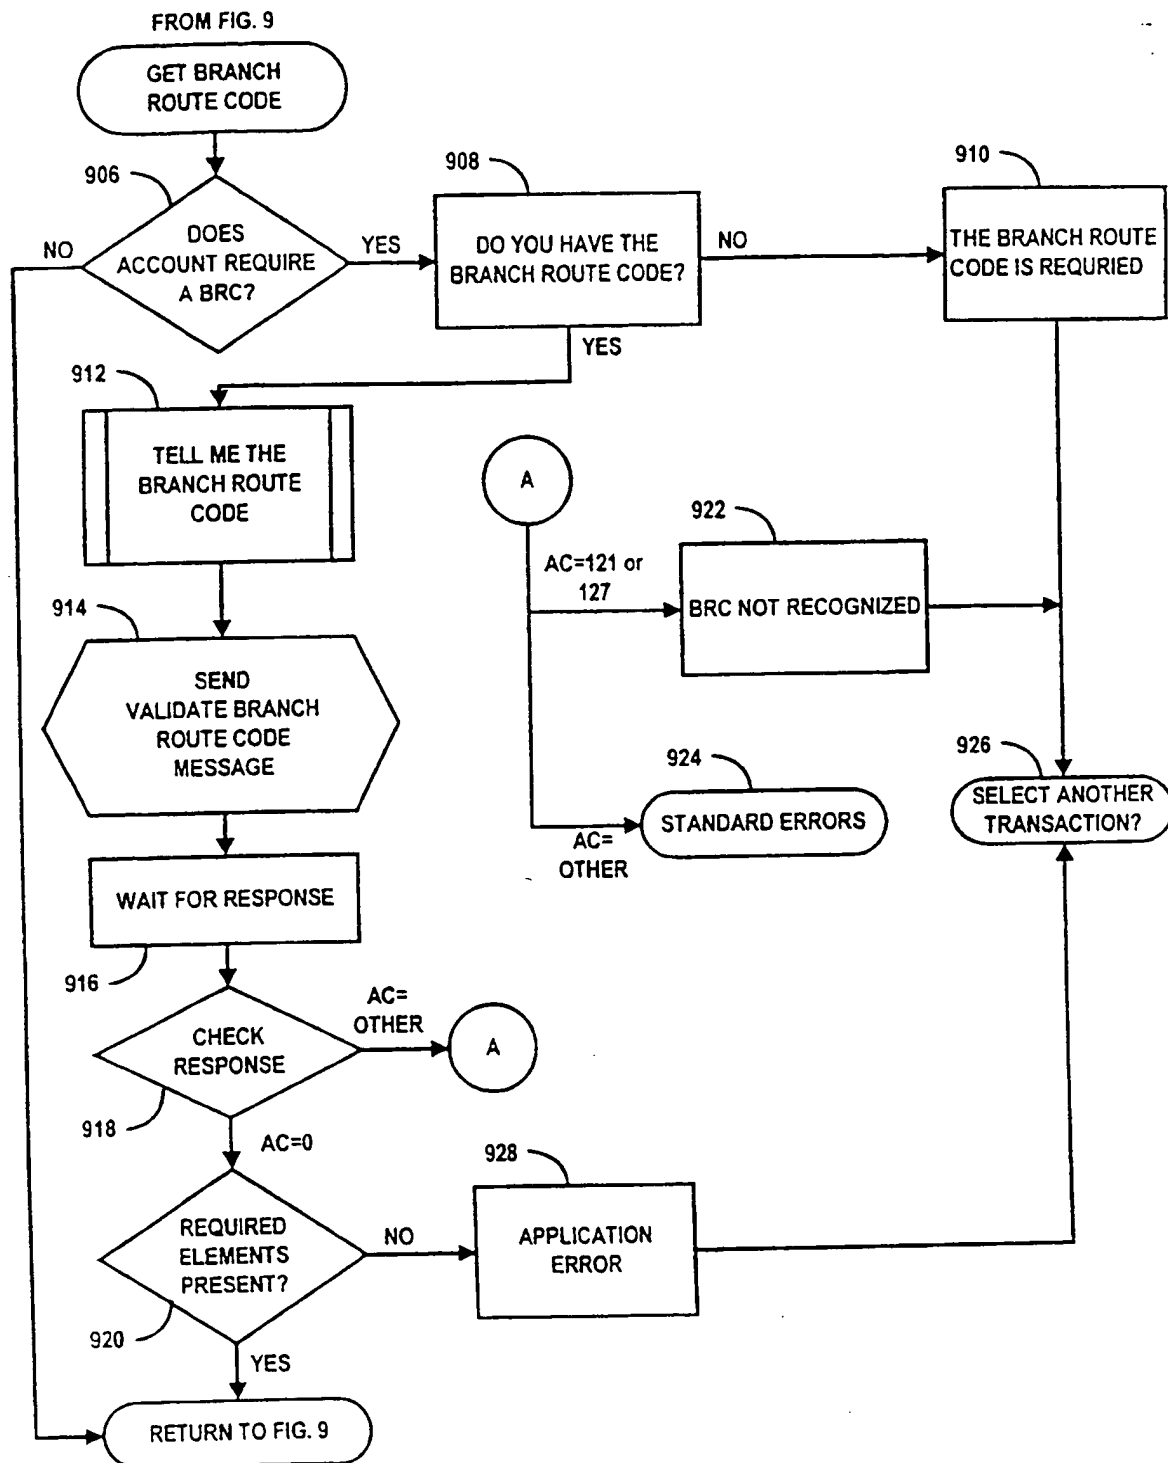 FROM FIG. 9
GET BRANCH
ROUTE CODE
906
DOES
ACCOUNT REQUIRE
A BRC?
NO
YES
908
DO YOU HAVE THE
BRANCH ROUTE CODE?
NO
YES
910
THE BRANCH ROUTE
CODE IS REQURIED
912
TELL ME THE
BRANCH ROUTE
CODE
A
AC=121 or
127
922
BRC NOT RECOGNIZED
914
SEND
VALIDATE BRANCH
ROUTE CODE
MESSAGE
924
STANDARD ERRORS
AC=
OTHER
926
SELECT ANOTHER
TRANSACTION?
WAIT FOR RESPONSE
916
CHECK
RESPONSE
AC=
OTHER
A
918
AC=0
REQUIRED
ELEMENTS
PRESENT?
NO
928
APPLICATION
ERROR
920
YES
RETURN TO FIG. 9